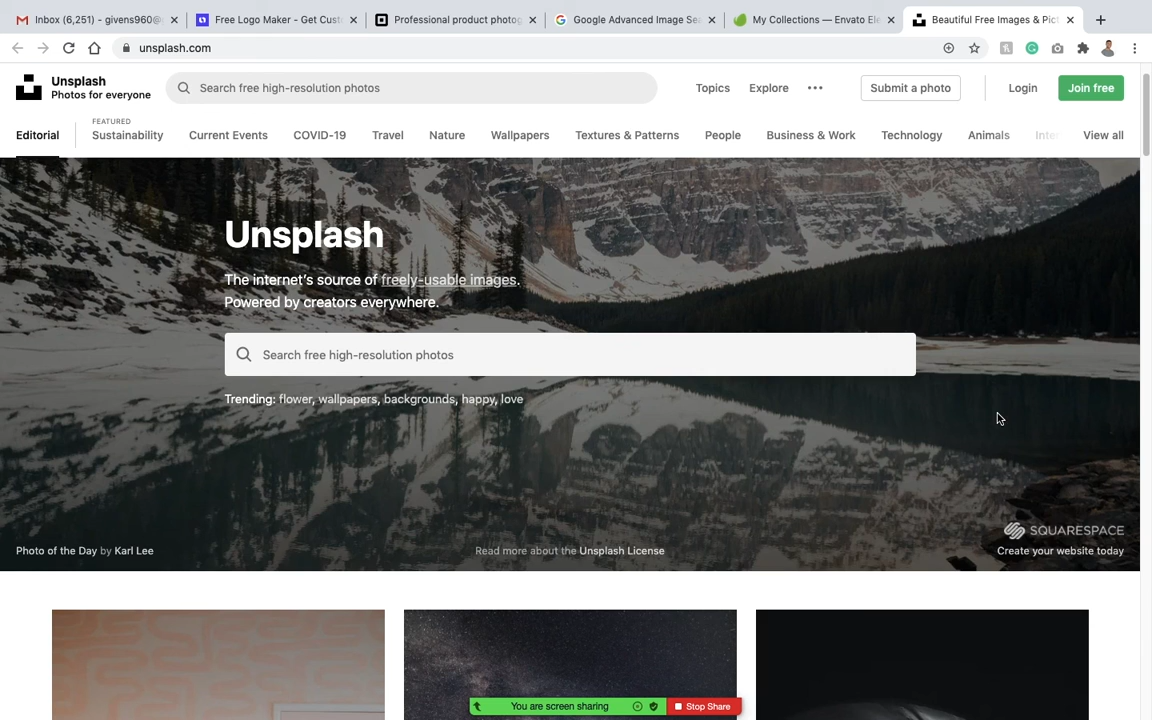 Inbox (6,251) - givens960@
Free Logo Maker - Get Cust
Professional product photog
Google Advanced Image Sea
My Collections — Envato Ele
Beautiful Free Images & Pict
unsplash.com
Unsplash
Photos for everyone
Search free high-resolution photos
Topics
Explore
Submit a photo
Login
Join free
Editorial
FEATURED
Sustainability
Current Events
COVID-19
Travel
Nature
Wallpapers
Textures & Patterns
People
Business & Work
Technology
Animals
Inter
View all
Unsplash
The internet's source of freely-usable images.
Powered by creators everywhere.
Search free high-resolution photos
Trending: flower, wallpapers, backgrounds, happy, love
SQUARESPACE
Photo of the Day by Karl Lee
Read more about the Unsplash License
Create your website today
You are screen sharing
Stop Share